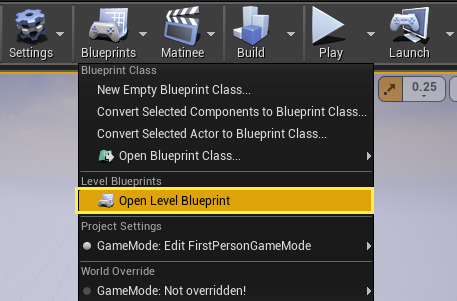 Settings
Blueprints
Matinee
Build
Play
Launch
Blueprint Class
New Empty Blueprint Class...
Convert Selected Components to Blueprint Class...
Convert Selected Actor to Blueprint Class...
Open Blueprint Class...
0.25
Level Blueprints
Open Level Blueprint
Project Settings
GameMode: Edit FirstPersonGameMode
World Override
GameMode: Not overridden!